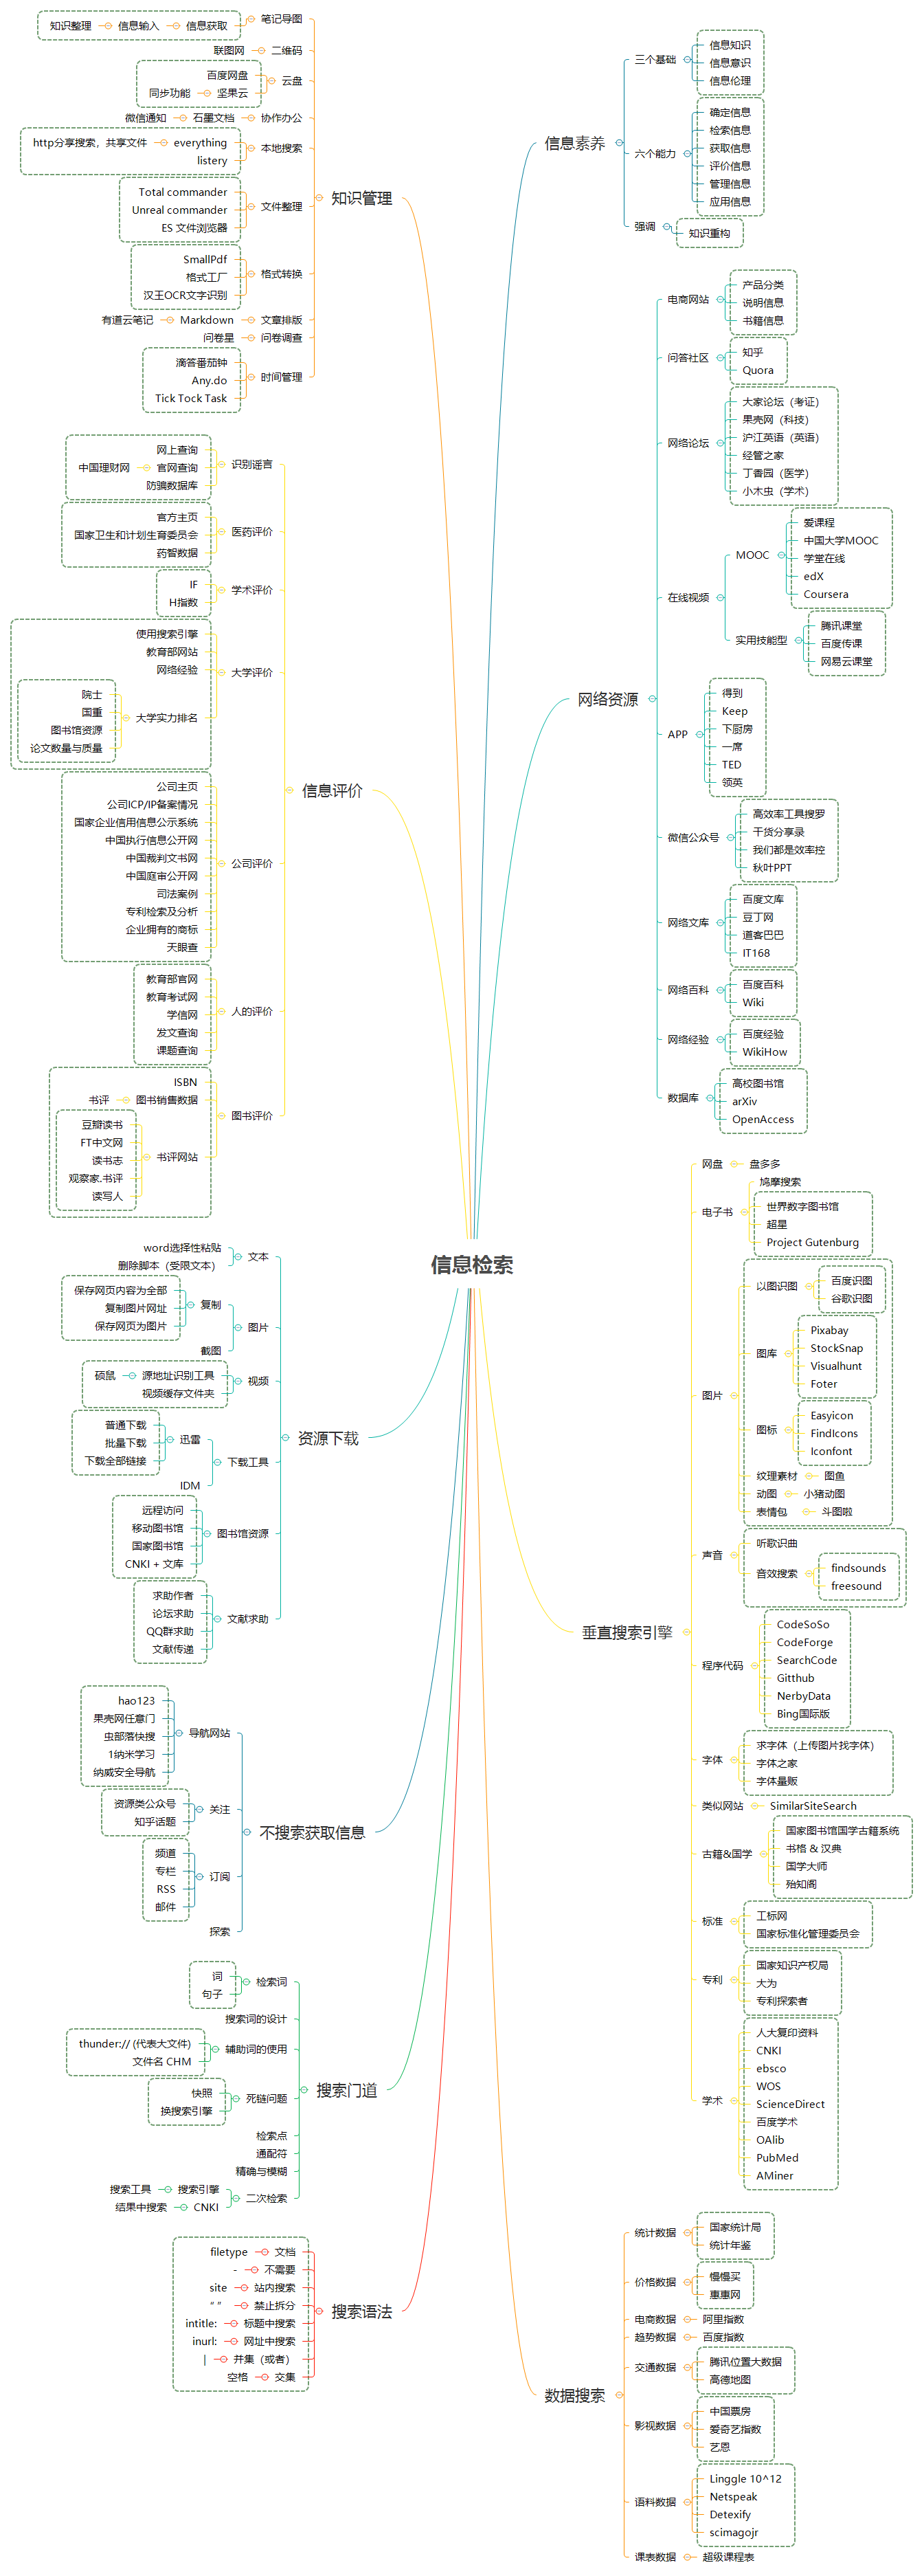 信息检索
信息素养
三个基础
信息知识
信息意识
信息伦理
六个能力
确定信息
检索信息
获取信息
评价信息
管理信息
应用信息
强调
知识重构
网络资源
电商网站
产品分类
说明信息
书籍信息
问答社区
知乎
Quora
网络论坛
大家论坛（考证）
果壳网（科技）
沪江英语（英语）
经管之家
丁香园（医学）
小木虫（学术）
在线视频
MOOC
爱课程
中国大学MOOC
学堂在线
edX
Coursera
实用技能型
腾讯课堂
百度传课
网易云课堂
APP
得到
Keep
下厨房
一席
TED
领英
微信公众号
高效率工具搜罗
干货分享录
我们都是效率控
秋叶PPT
网络文库
百度文库
豆丁网
道客巴巴
IT168
网络百科
百度百科
Wiki
网络经验
百度经验
WikiHow
数据库
高校图书馆
arXiv
OpenAccess
垂直搜索引擎
网盘
盘多多
电子书
鸠摩搜索
世界数字图书馆
超星
Project Gutenburg
图片
以图识图
百度识图
谷歌识图
图库
Pixabay
StockSnap
Visualhunt
Foter
图标
Easyicon
FindIcons
Iconfont
纹理素材
图鱼
动图
小猪动图
表情包
斗图啦
声音
听歌识曲
音效搜索
findsounds
freesound
程序代码
CodeSoSo
CodeForge
SearchCode
Gitthub
NerbyData
Bing国际版
字体
求字体（上传图片找字体）
字体之家
字体量贩
类似网站
SimilarSiteSearch
古籍&国学
国家图书馆国学古籍系统
书格 & 汉典
国学大师
殆知阁
标准
工标网
国家标准化管理委员会
专利
国家知识产权局
大为
专利探索者
学术
人大复印资料
CNKI
ebsco
WOS
ScienceDirect
百度学术
OAlib
PubMed
AMiner
数据搜索
统计数据
国家统计局
统计年鉴
价格数据
慢慢买
惠惠网
电商数据
阿里指数
趋势数据
百度指数
交通数据
腾讯位置大数据
高德地图
影视数据
中国票房
爱奇艺指数
艺恩
语料数据
Linggle 10^12
Netspeak
Detexify
scimagojr
课表数据
超级课程表
知识管理
笔记导图
信息获取
信息输入
知识整理
二维码
联图网
云盘
百度网盘
坚果云
同步功能
协作办公
石墨文档
微信通知
本地搜索
everything
http分享搜索，共享文件
listery
文件整理
Total commander
Unreal commander
ES 文件浏览器
格式转换
SmallPdf
格式工厂
汉王OCR文字识别
文章排版
Markdown
有道云笔记
问卷调查
问卷星
时间管理
滴答番茄钟
Any.do
Tick Tock Task
信息评价
识别谣言
网上查询
官网查询
中国理财网
防骗数据库
医药评价
官方主页
国家卫生和计划生育委员会
药智数据
学术评价
IF
H指数
大学评价
使用搜索引擎
教育部网站
网络经验
大学实力排名
院士
国重
图书馆资源
论文数量与质量
公司评价
公司主页
公司ICP/IP备案情况
国家企业信用信息公示系统
中国执行信息公开网
中国裁判文书网
中国庭审公开网
司法案例
专利检索及分析
企业拥有的商标
天眼查
人的评价
教育部官网
教育考试网
学信网
发文查询
课题查询
图书评价
ISBN
图书销售数据
书评
书评网站
豆瓣读书
FT中文网
读书志
观察家.书评
读写人
资源下载
文本
word选择性粘贴
删除脚本（受限文本）
图片
复制
保存网页内容为全部
复制图片网址
保存网页为图片
截图
视频
源地址识别工具
硕鼠
视频缓存文件夹
下载工具
迅雷
普通下载
批量下载
下载全部链接
IDM
图书馆资源
远程访问
移动图书馆
国家图书馆
CNKI + 文库
文献求助
求助作者
论坛求助
QQ群求助
文献传递
不搜索获取信息
导航网站
hao123
果壳网任意门
虫部落快搜
1纳米学习
纳威安全导航
关注
资源类公众号
知乎话题
订阅
频道
专栏
RSS
邮件
探索
搜索门道
检索词
词
句子
搜索词的设计
辅助词的使用
thunder:// (代表大文件)
文件名 CHM
死链问题
快照
换搜索引擎
检索点
通配符
精确与模糊
二次检索
搜索引擎
搜索工具
CNKI
结果中搜索
搜索语法
文档
filetype
不需要
-
站内搜索
site
禁止拆分
“ ”
标题中搜索
intitle:
网址中搜索
inurl:
并集（或者）
|
交集
空格